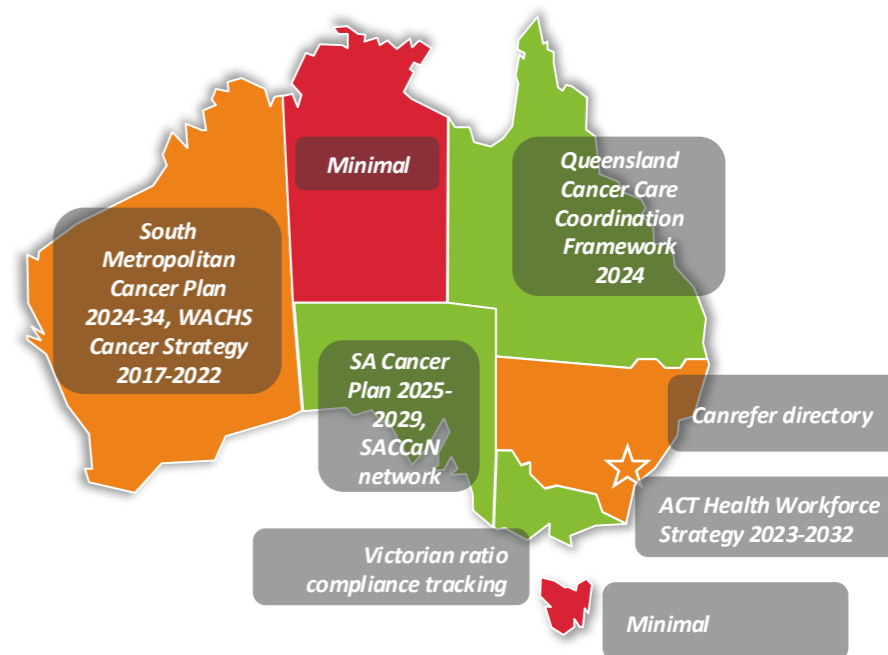 Minimal
Queensland
Cancer Care
Coordination
Framework
2024
South
Metropolitan
Cancer Plan
2024-34, WACHS
Cancer Strategy
2017-2022
SA Cancer
Plan 2025-
2029,
SACCaN
network
Canrefer directory
ACT Health Workforce
Strategy 2023-2032
Victorian ratio
compliance tracking
Minimal